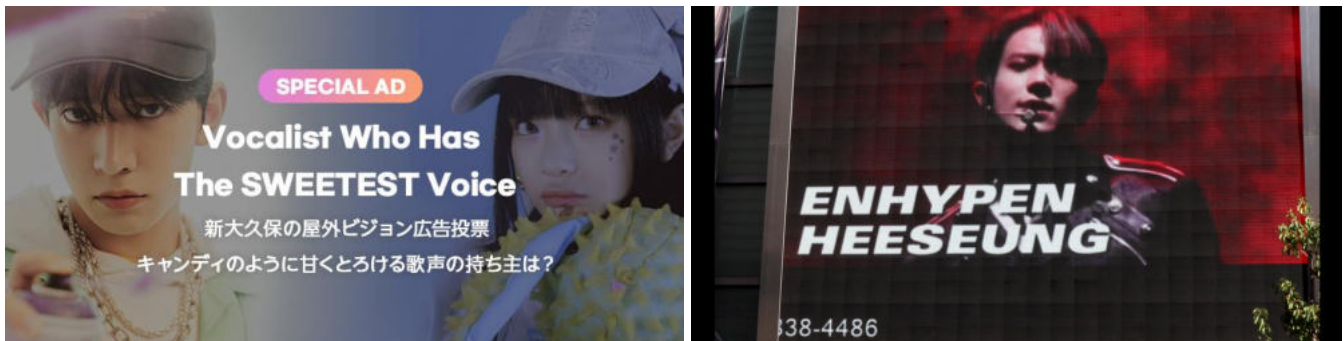 SPECIAL AD
Vocalist Who Has
The SWEETEST Voice
新大久保の屋外ビジョン広告投票
キャンディのように甘くとろける歌声の持ち主は？
ENHYPEN
HEESEUNG
338-4486